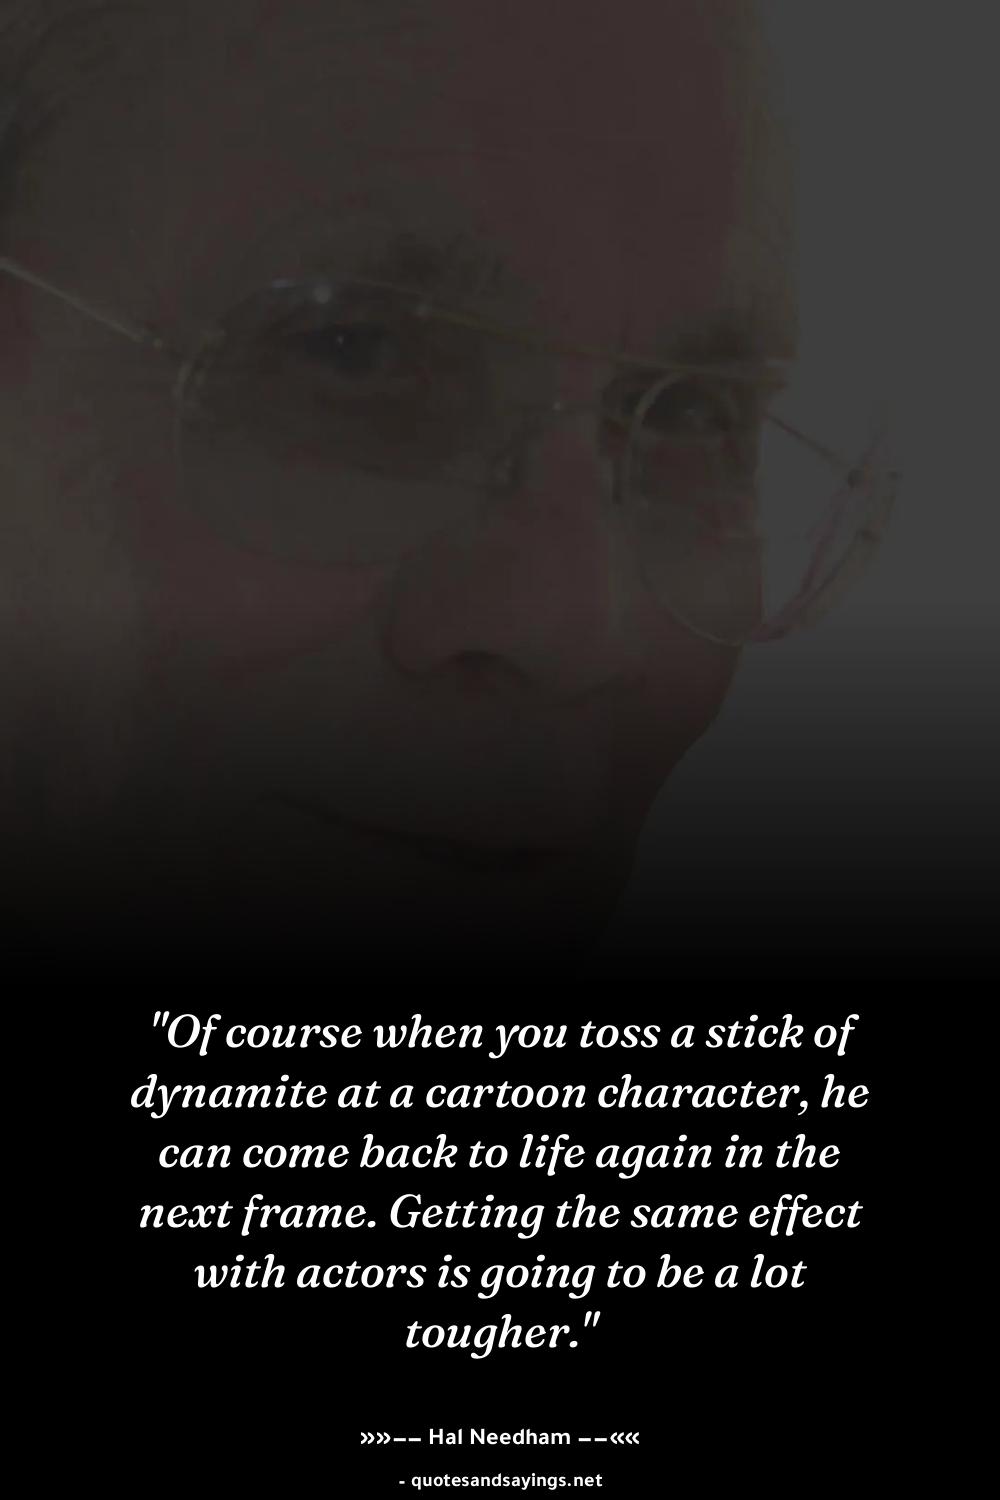 "Of course when you toss a stick of
dynamite at a cartoon character, he
can come back to life again in the
next frame. Getting the same effect
with actors is going to be a lot
tougher."
»»–– Hal Needham ––««
- quotesandsayings.net